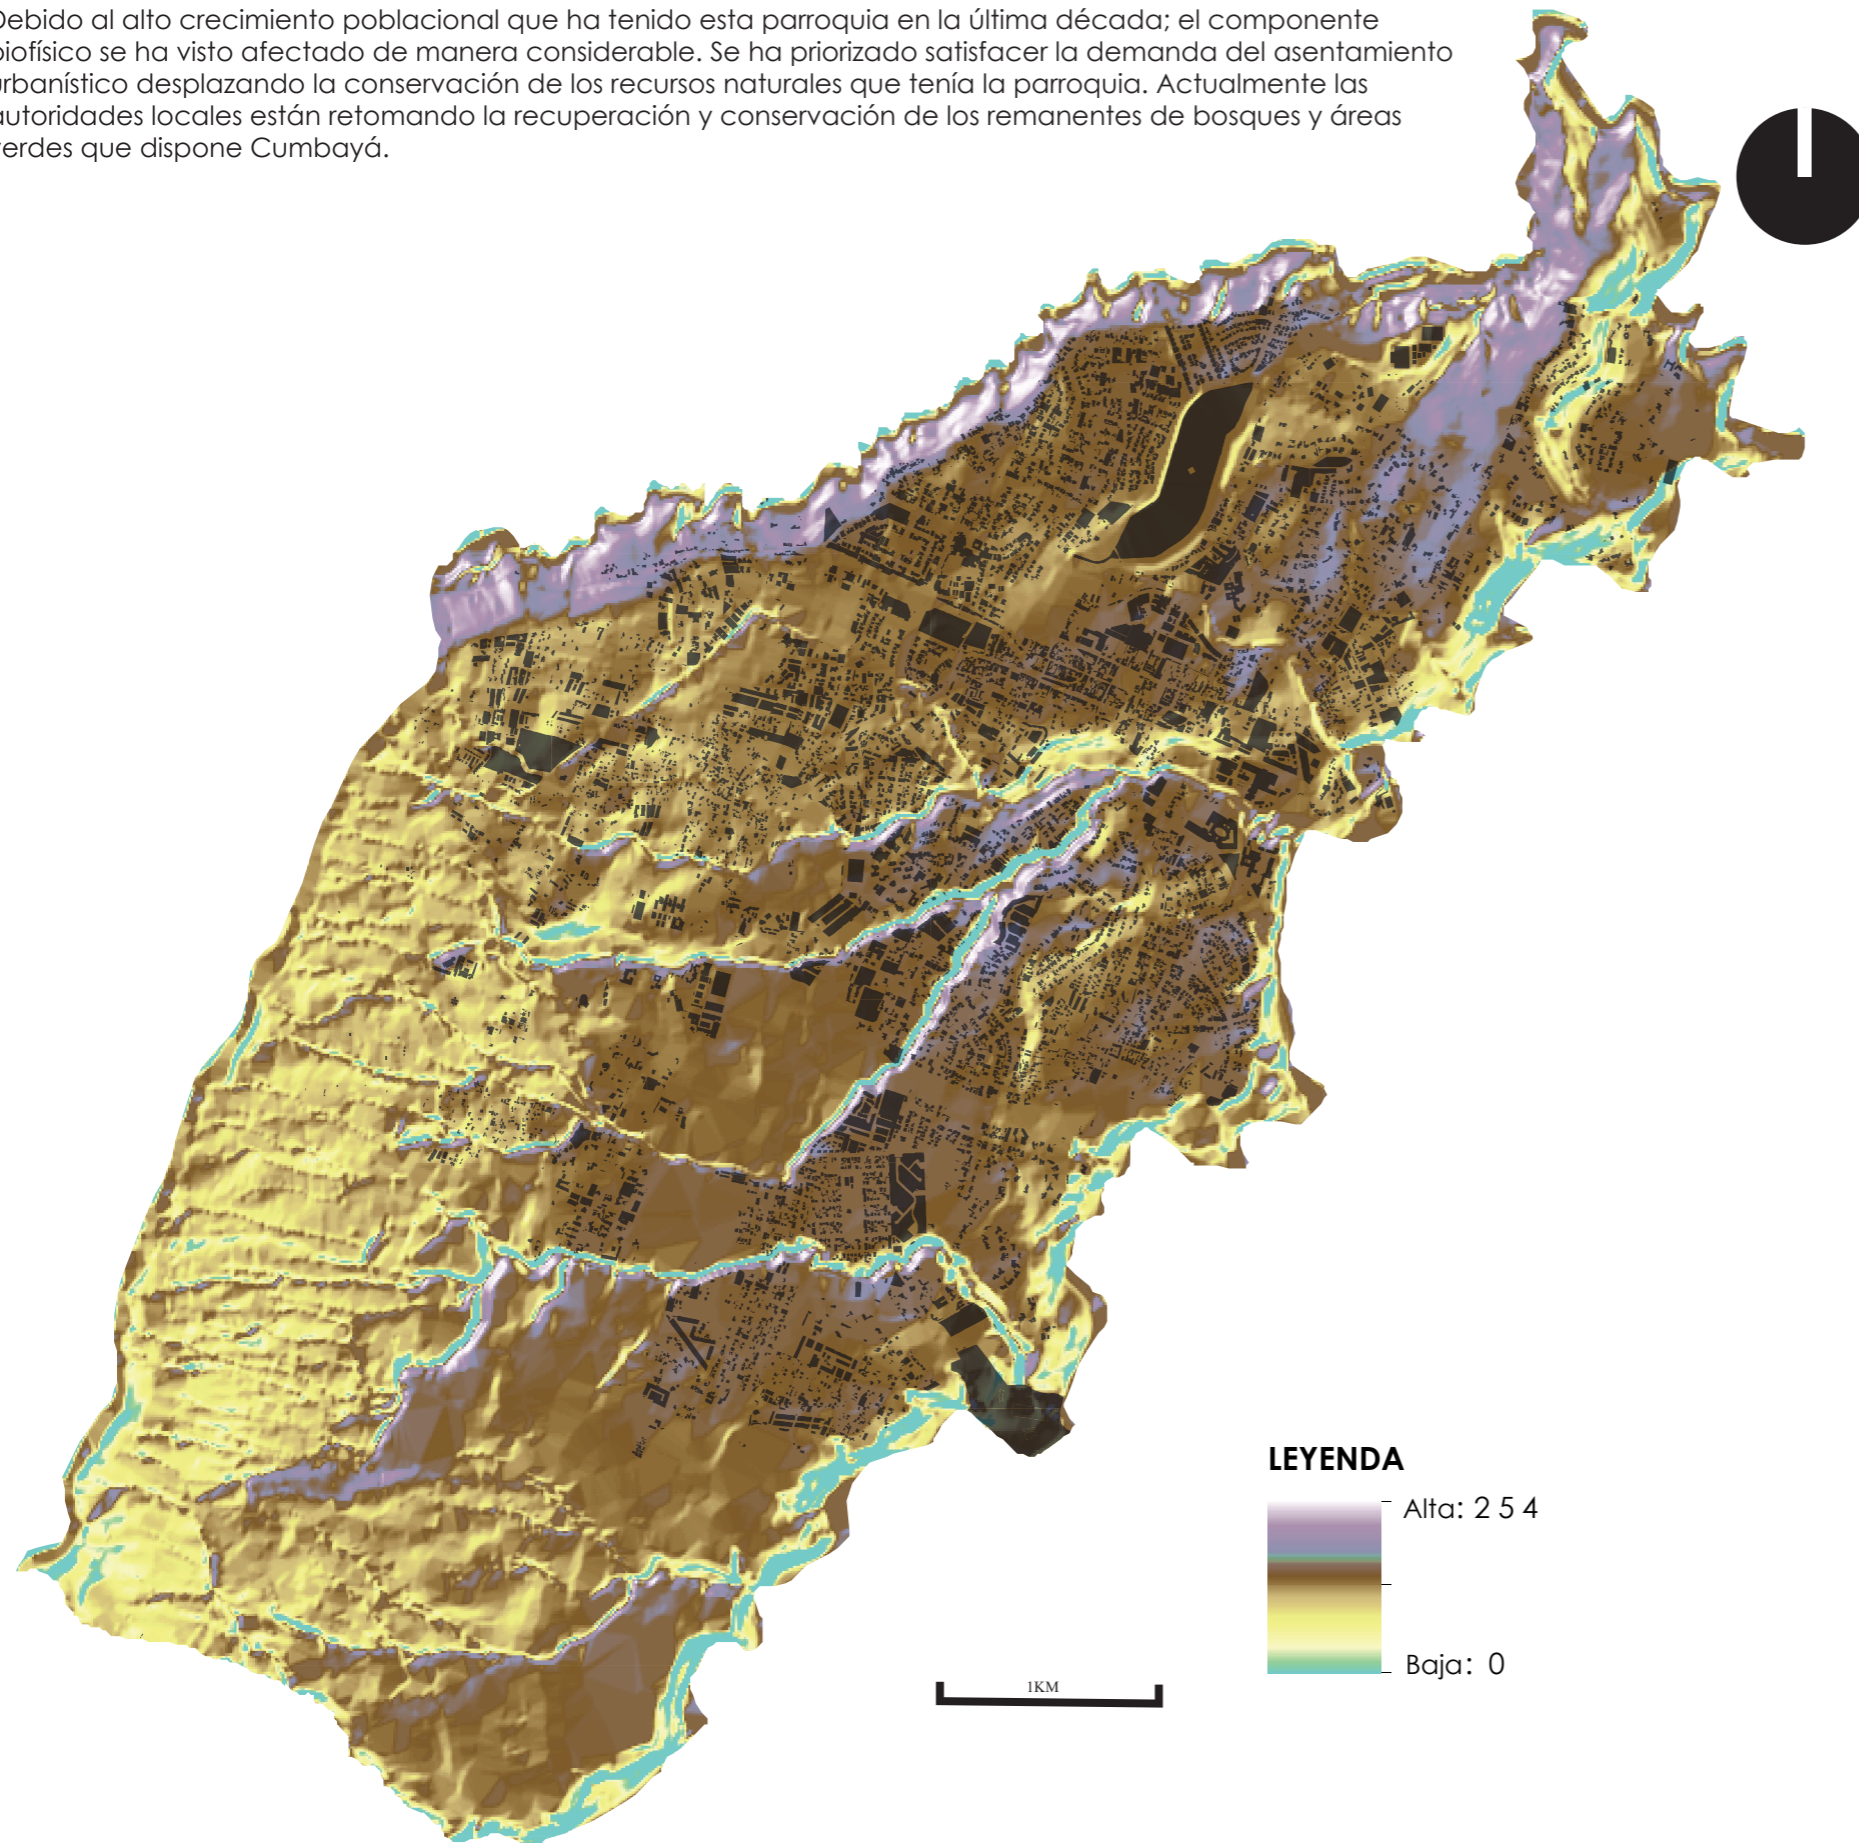 Debido al alto crecimiento poblacional que ha tenido esta parroquia en la última década; el componente
biofísico se ha visto afectado de manera considerable. Se ha priorizado satisfacer la demanda del asentamiento
urbanístico desplazando la conservación de los recursos naturales que tenía la parroquia. Actualmente las
autoridades locales están retomando la recuperación y conservación de los remanentes de bosques y áreas
verdes que dispone Cumbayá.
LEYENDA
Alta: 2 5 4
Baja: 0
1KM